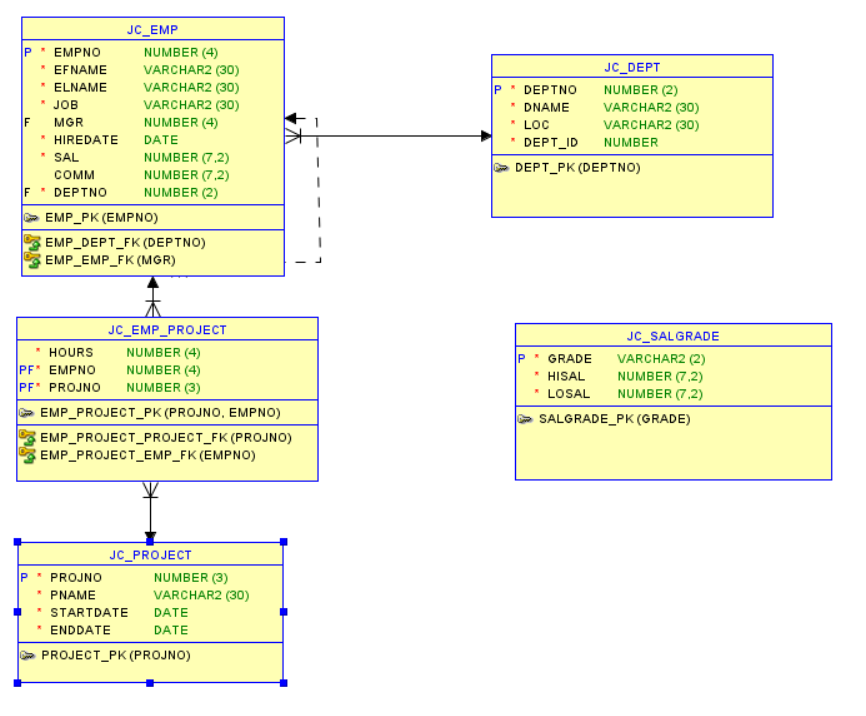 JC_EMP
P * EMPNO NUMBER (4)
* EFNAME VARCHAR2 (30)
* ELNAME VARCHAR2 (30)
* JOB VARCHAR2 (30)
F MGR NUMBER (4)
* HIREDATE DATE
* SAL NUMBER (7,2)
COMM NUMBER (7,2)
F * DEPTNO NUMBER (2)
EMP_PK (EMPNO)
EMP_DEPT_FK (DEPTNO)
EMP_EMP_FK (MGR)
JC_DEPT
P * DEPTNO NUMBER (2)
* DNAME VARCHAR2 (30)
* LOC VARCHAR2 (30)
* DEPT_ID NUMBER
DEPT_PK (DEPTNO)
JC_EMP_PROJECT
* HOURS NUMBER (4)
PF* EMPNO NUMBER (4)
PF* PROJNO NUMBER (3)
EMP_PROJECT_PK (PROJNO, EMPNO)
EMP_PROJECT_PROJECT_FK (PROJNO)
EMP_PROJECT_EMP_FK (EMPNO)
JC_SALGRADE
P * GRADE VARCHAR2 (2)
* HISAL NUMBER (7,2)
* LOSAL NUMBER (7,2)
SALGRADE_PK (GRADE)
JC_PROJECT
P * PROJNO NUMBER (3)
* PNAME VARCHAR2 (30)
* STARTDATE DATE
* ENDDATE DATE
PROJECT_PK (PROJNO)